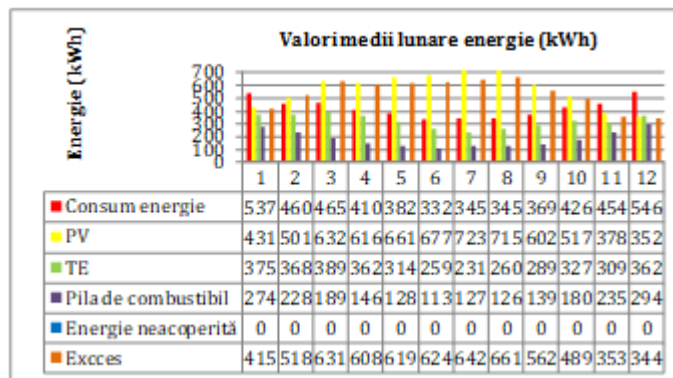 Valori medii lunare energie (kWh)
Energie (kWh)
700
600
500
400
300
200
100
0
1 2 3 4 5 6 7 8 9 10 11 12
Consum energie 537 460 465 410 382 332 345 345 369 426 454 546
PV 431 501 632 616 661 677 723 715 602 517 378 352
TE 375 368 389 362 314 259 231 260 289 327 309 362
Pila de combustibil 274 228 189 146 128 113 127 126 139 180 235 294
Energie neacoperită 0 0 0 0 0 0 0 0 0 0 0 0
Excces 415 518 631 608 619 624 642 661 562 489 353 344